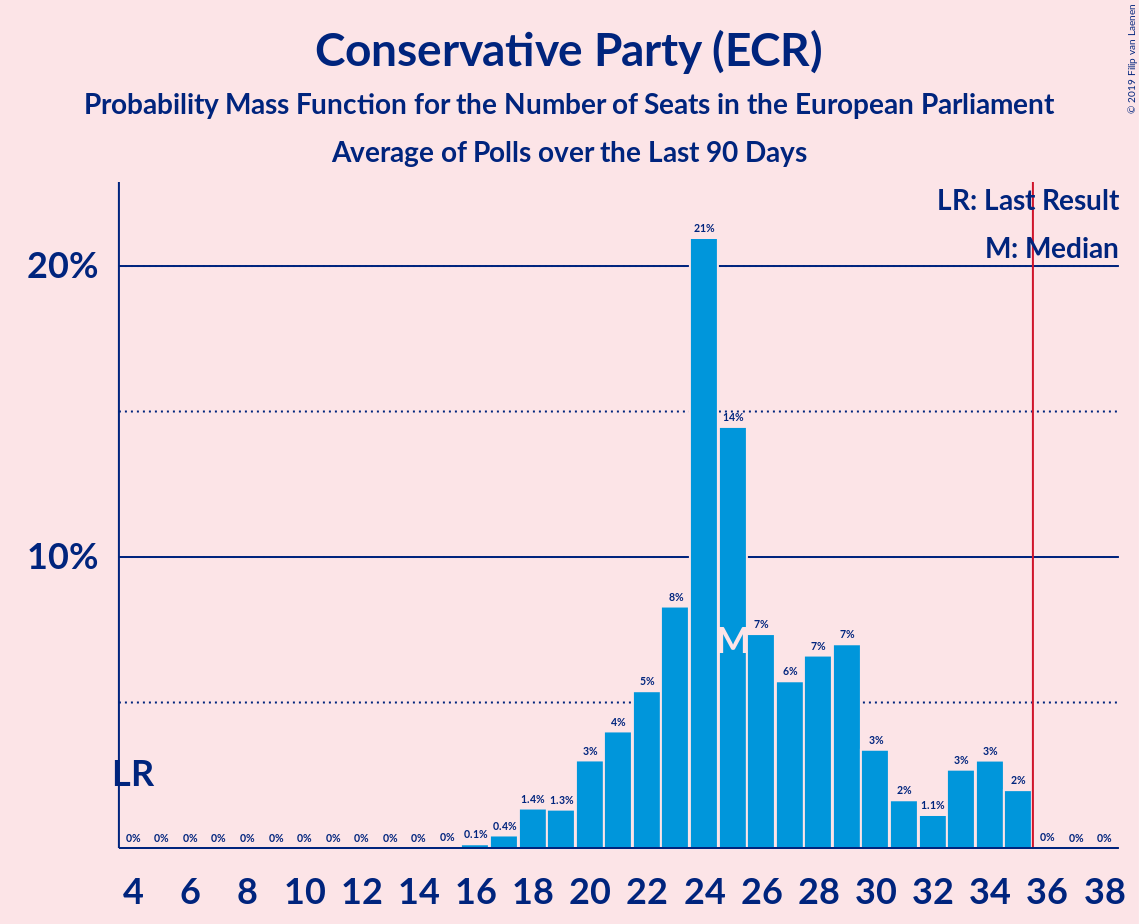 Conservative Party (ECR)
Probability Mass Function for the Number of Seats in the European Parliament
Average of Polls over the Last 90 Days
© 2019 Filip van Laenen
LR: Last Result
M: Median
20%
10%
21%
14%
8%
7%
6%
7%
7%
5%
4%
3%
1.4%
1.3%
0.4%
0.1%
3%
2%
1.1%
3%
3%
2%
M
LR
0% 0% 0% 0% 0% 0% 0% 0% 0% 0% 0% 0%
0% 0% 0%
4 6 8 10 12 14 16 18 20 22 24 26 28 30 32 34 36 38